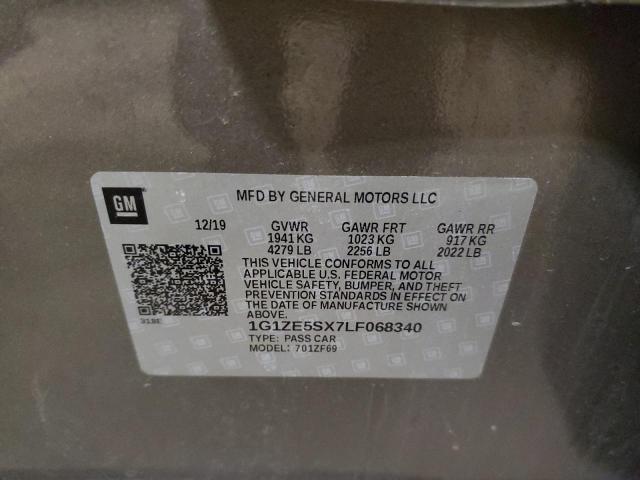 GM
MFD BY GENERAL MOTORS LLC
12/19 GVWR GAWR FRT GAWR RR
1941 KG 1023 KG 917 KG
4279 LB 2256 LB 2022 LB
THIS VEHICLE CONFORMS TO ALL
APPLICABLE U.S. FEDERAL MOTOR
VEHICLE SAFETY, BUMPER, AND THEFT
PREVENTION STANDARDS IN EFFECT ON
THE DATE OF MANUFACTURE SHOWN
ABOVE.
318E
1G1ZE5SX7LF068340
TYPE: PASS CAR
MODEL: 701ZF69